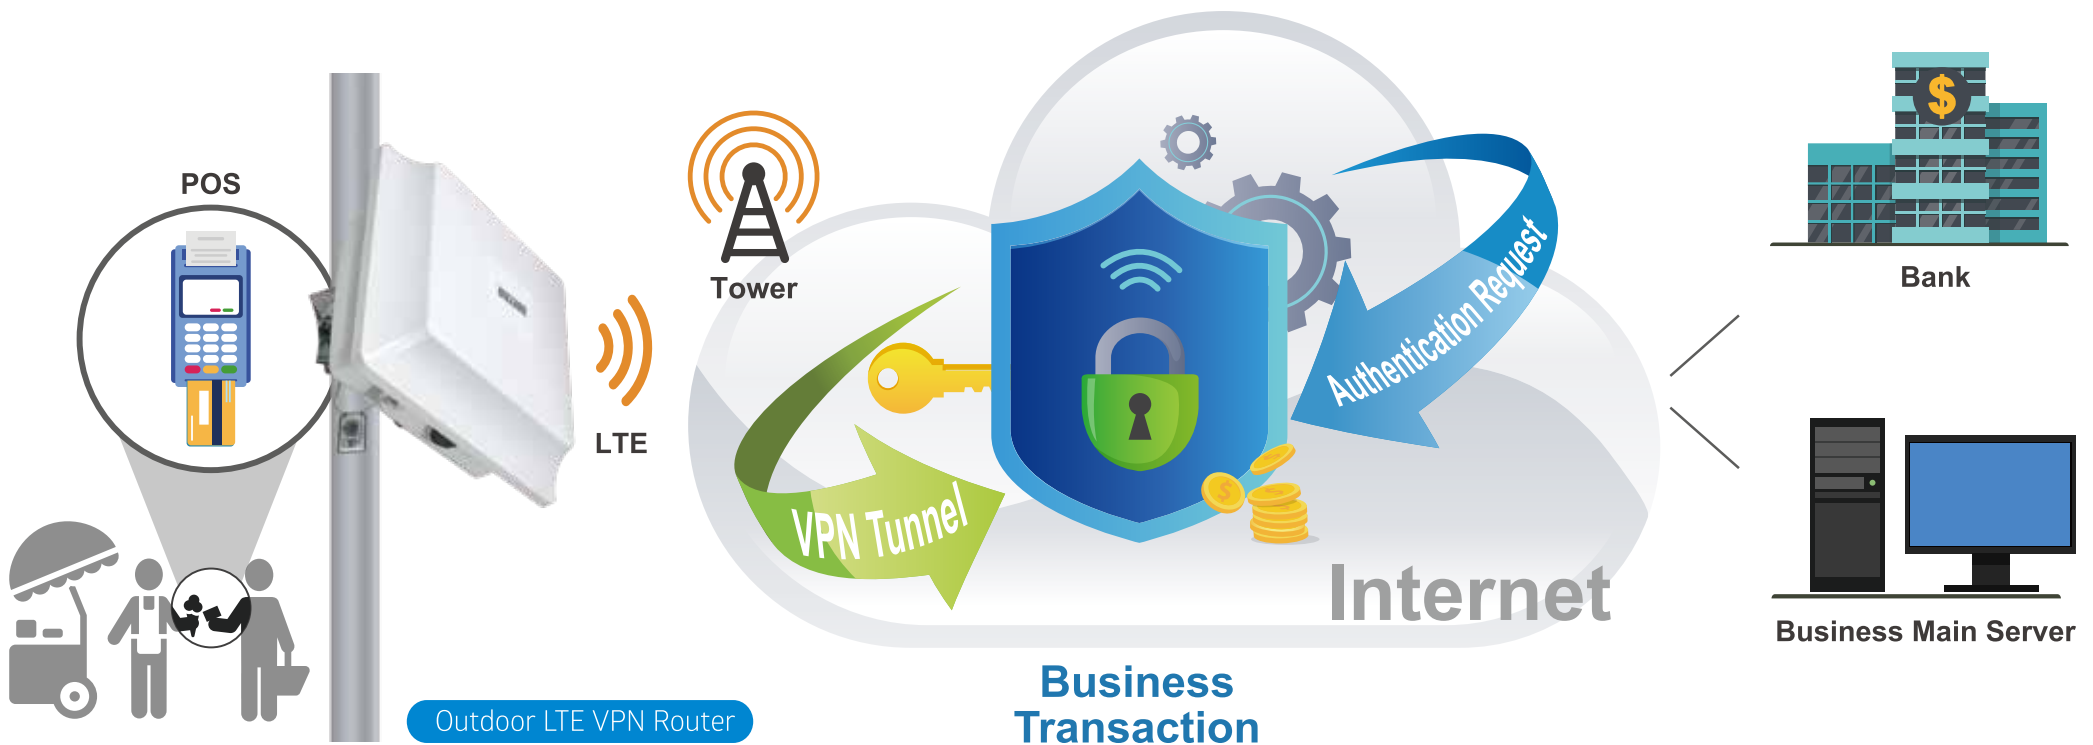 POS
LTE
Tower
VPN Tunnel
Authentication Request
Internet
Business
Transaction
Bank
Business Main Server
Outdoor LTE VPN Router
$
$